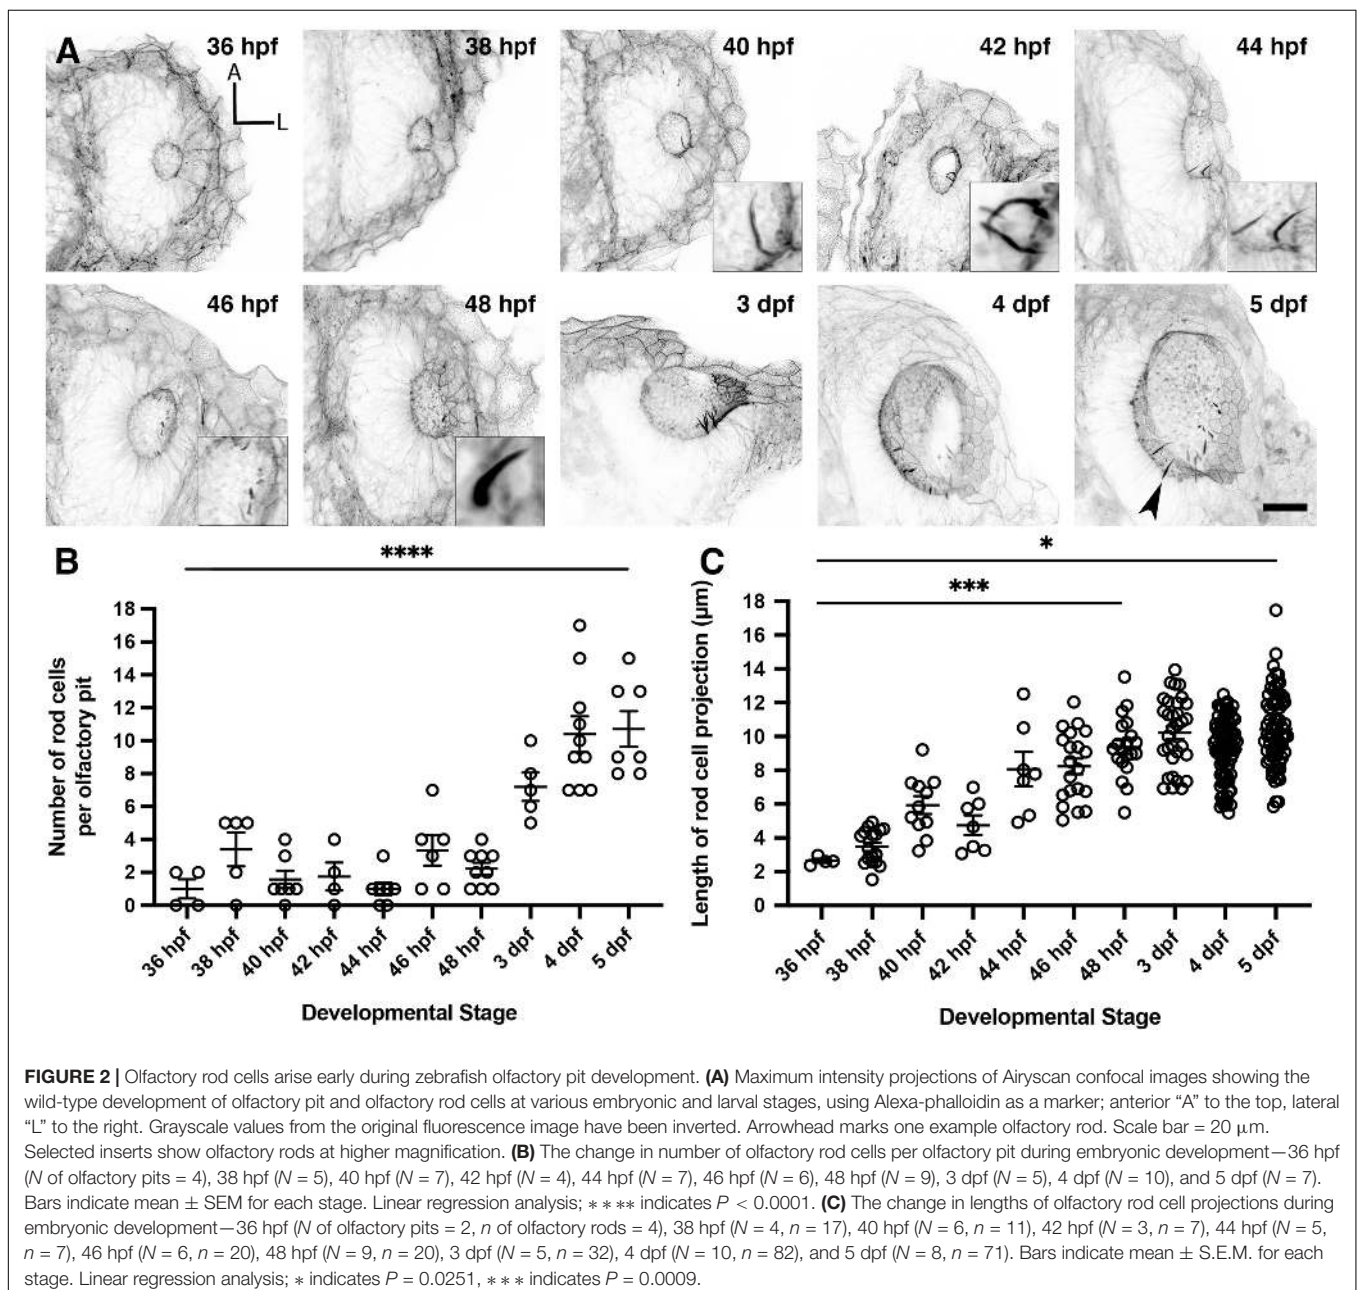 A
36 hpf
38 hpf
40 hpf
42 hpf
44 hpf
A
L
46 hpf
48 hpf
3 dpf
4 dpf
5 dpf
B
****
Number of rod cells
per olfactory pit
18
16
14
12
10
8
6
4
2
0
36 hpf
38 hpf
40 hpf
42 hpf
44 hpf
46 hpf
48 hpf
3 dpf
4 dpf
5 dpf
Developmental Stage
C
*
***
Length of rod cell projection (μm)
18
16
14
12
10
8
6
4
2
0
36 hpf
38 hpf
40 hpf
42 hpf
44 hpf
46 hpf
48 hpf
3 dpf
4 dpf
5 dpf
Developmental Stage
FIGURE 2 | Olfactory rod cells arise early during zebrafish olfactory pit development. (A) Maximum intensity projections of Airyscan confocal images showing the
wild-type development of olfactory pit and olfactory rod cells at various embryonic and larval stages, using Alexa-phalloidin as a marker; anterior “A” to the top, lateral
“L” to the right. Grayscale values from the original fluorescence image have been inverted. Arrowhead marks one example olfactory rod. Scale bar = 20 μm.
Selected inserts show olfactory rods at higher magnification. (B) The change in number of olfactory rod cells per olfactory pit during embryonic development—36 hpf
(N of olfactory pits = 4), 38 hpf (N = 5), 40 hpf (N = 7), 42 hpf (N = 4), 44 hpf (N = 7), 46 hpf (N = 6), 48 hpf (N = 9), 3 dpf (N = 5), 4 dpf (N = 10), and 5 dpf (N = 7).
Bars indicate mean ± SEM for each stage. Linear regression analysis; ∗∗∗∗ indicates P < 0.0001. (C) The change in lengths of olfactory rod cell projections during
embryonic development—36 hpf (N of olfactory pits = 2, n of olfactory rods = 4), 38 hpf (N = 4, n = 17), 40 hpf (N = 6, n = 11), 42 hpf (N = 3, n = 7), 44 hpf (N = 5,
n = 7), 46 hpf (N = 6, n = 20), 48 hpf (N = 9, n = 20), 3 dpf (N = 5, n = 32), 4 dpf (N = 10, n = 82), and 5 dpf (N = 8, n = 71). Bars indicate mean ± S.E.M. for each
stage. Linear regression analysis; ∗ indicates P = 0.0251, ∗∗∗ indicates P = 0.0009.